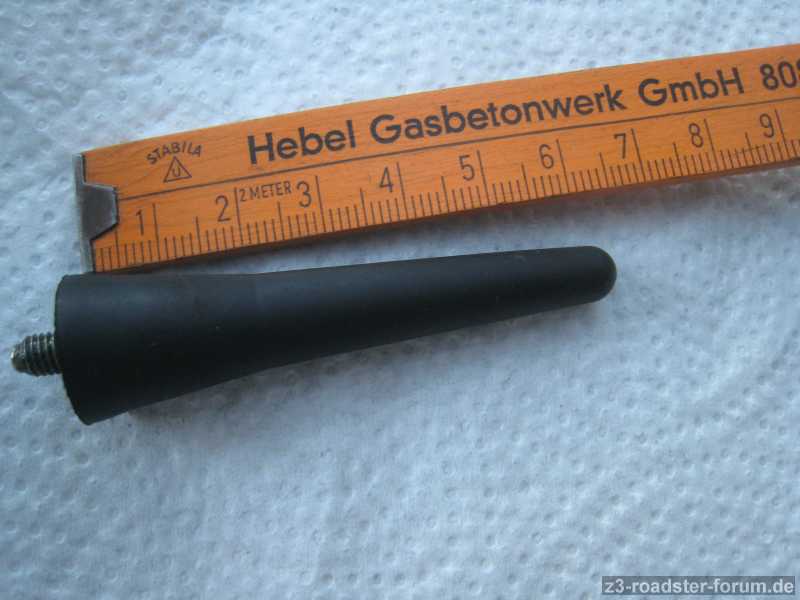 STABILA
Hebel Gasbetonwerk GmbH 808
2 METER
1 2 3 4 5 6 7 8 9
z3-roadster-forum.de